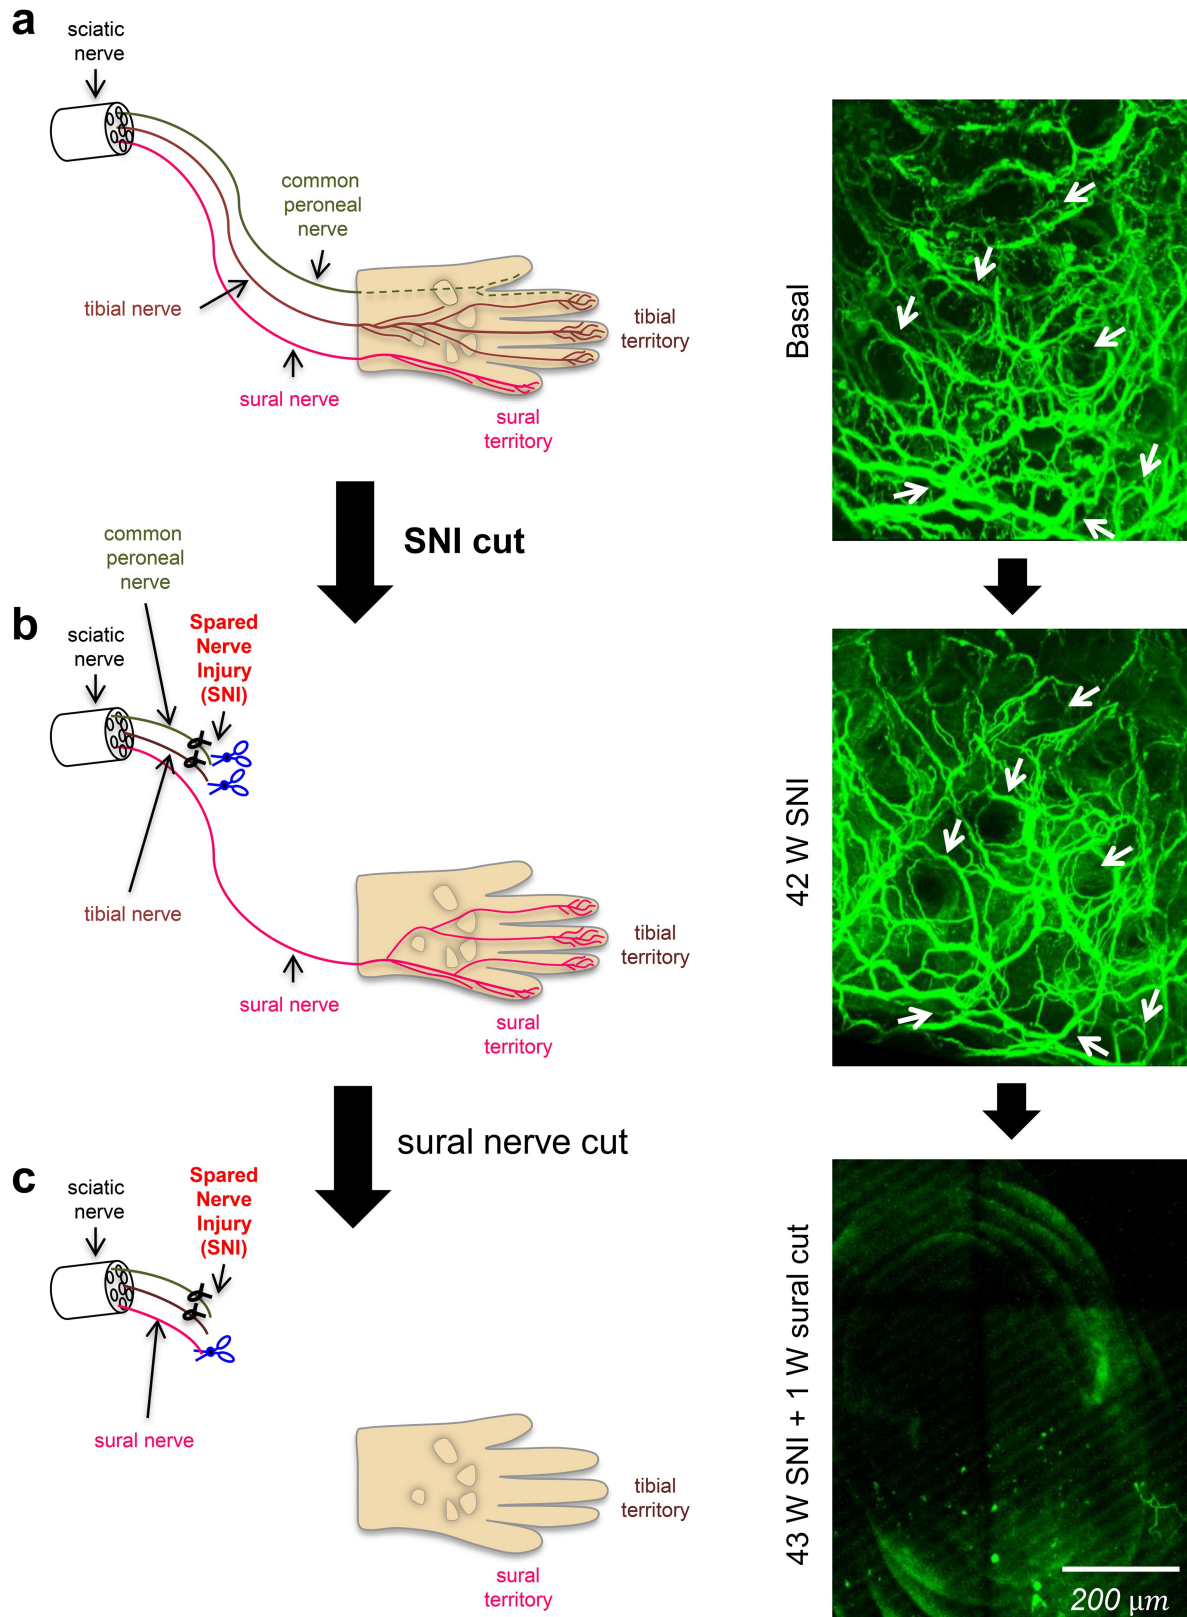 a
sciatic
nerve
common
peroneal
nerve
tibial nerve
sural nerve
tibial
territory
sural
territory
Basal
SNI cut
b
common
peroneal
nerve
sciatic
nerve
Spared
Nerve
Injury
(SNI)
tibial nerve
sural nerve
tibial
territory
sural
territory
42 W SNI
sural nerve cut
c
sciatic
nerve
Spared
Nerve
Injury
(SNI)
sural nerve
tibial
territory
sural
territory
43 W SNI + 1 W sural cut
200 μm